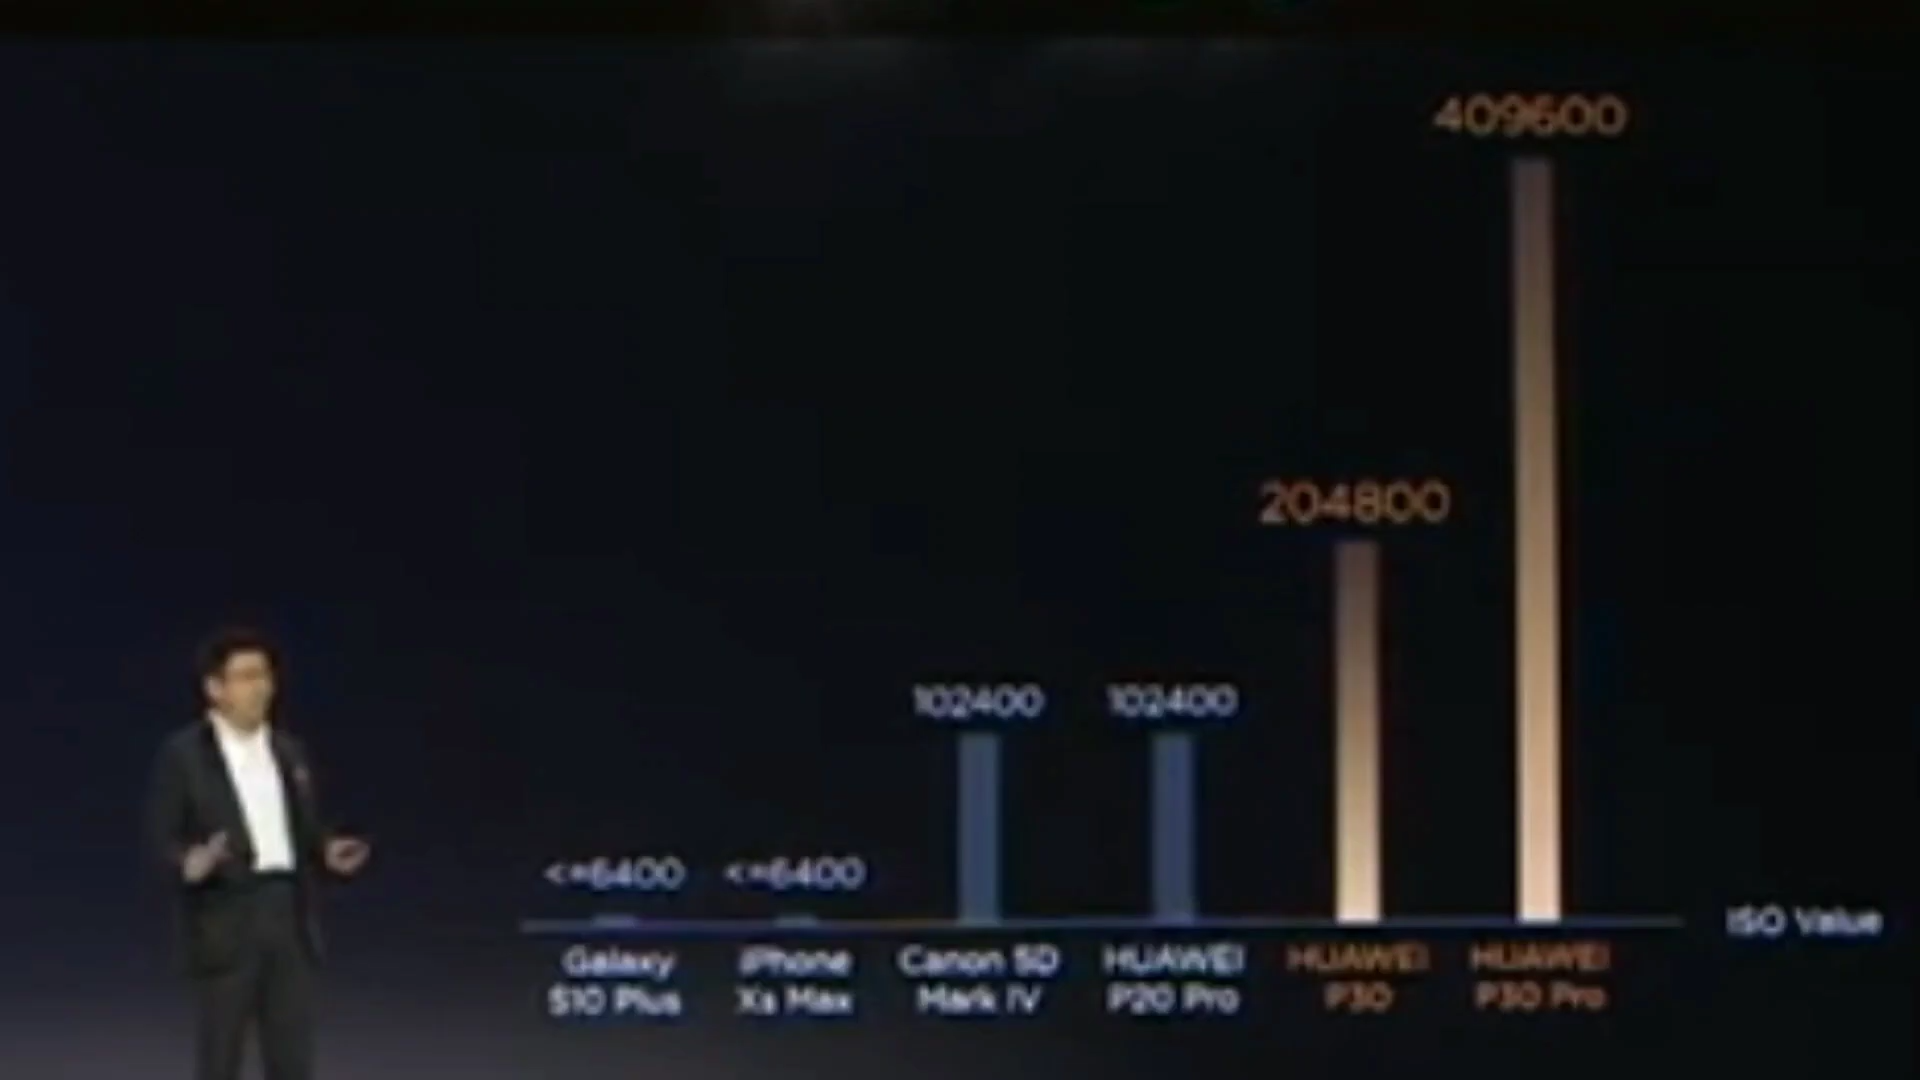 409600
204800
102400
102400
<=6400
<=6400
ISO Value
Galaxy
S10 Plus
iPhone
Xs Max
Canon 5D
Mark IV
HUAWEI
P20 Pro
HUAWEI
P30
HUAWEI
P30 Pro